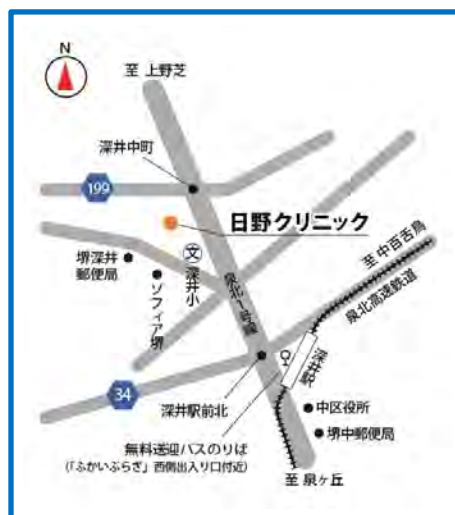 N
至 上野芝
深井中町
199
日野クリニック
文
深井小
堺深井
郵便局
ソフィア堺
泉北1号線
至 中百舌鳥
泉北高速鉄道
深井駅
34
深井駅前北
中区役所
堺中郵便局
無料送迎バスのりば
(「ふかいぷらざ」西側出入り口付近)
至 泉ヶ丘